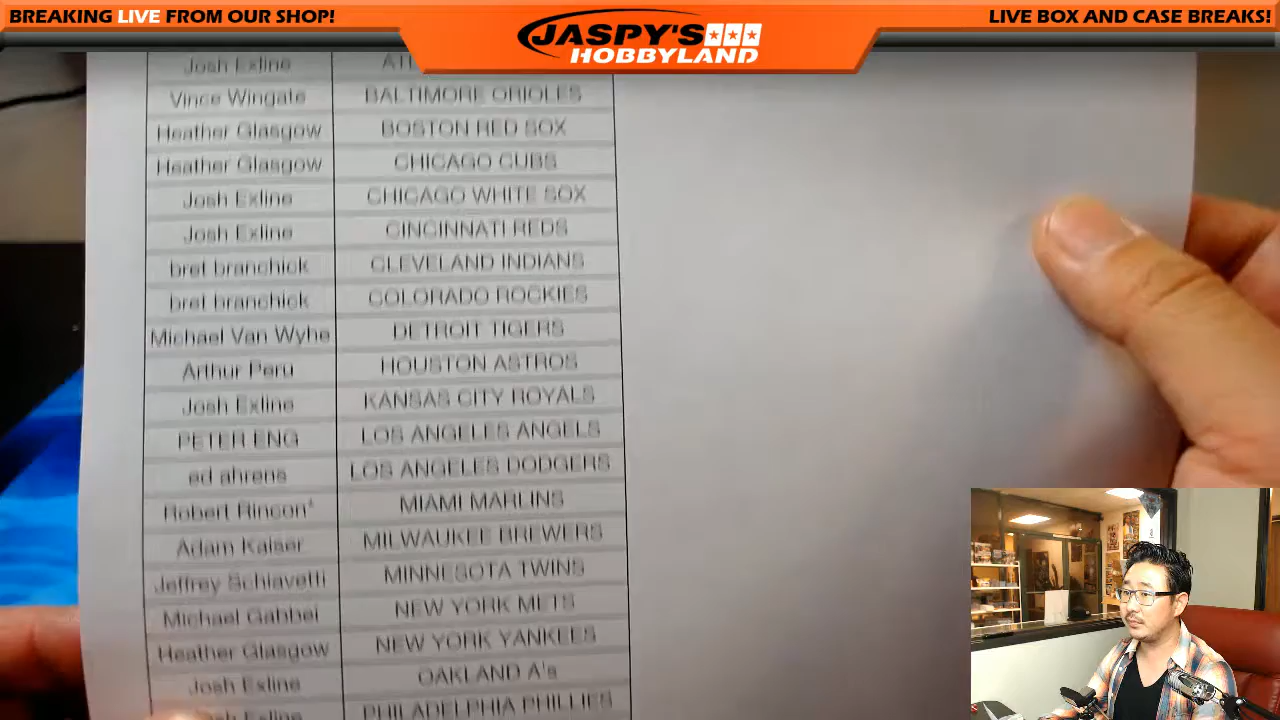 BREAKING LIVE FROM OUR SHOP!
JASPY'S HOBBYLAND
LIVE BOX AND CASE BREAKS!
Josh Exline
Vince Wingate BALTIMORE ORIOLES
Heather Glasgow BOSTON RED SOX
Heather Glasgow CHICAGO CUBS
Josh Exline CHICAGO WHITE SOX
Josh Exline CINCINNATI REDS
bret branchick CLEVELAND INDIANS
bret branchick COLORADO ROCKIES
Michael Van Wyhe DETROIT TIGERS
Arthur Peru HOUSTON ASTROS
Josh Exline KANSAS CITY ROYALS
PETER ENG LOS ANGELES ANGELS
ed ahrens LOS ANGELES DODGERS
Robert Rincon* MIAMI MARLINS
Adam Kaiser MILWAUKEE BREWERS
Jeffrey Schiavetti MINNESOTA TWINS
Michael Gabbei NEW YORK METS
Heather Glasgow NEW YORK YANKEES
Josh Exline OAKLAND A's
Exline PHILADELPHIA PHILLIES